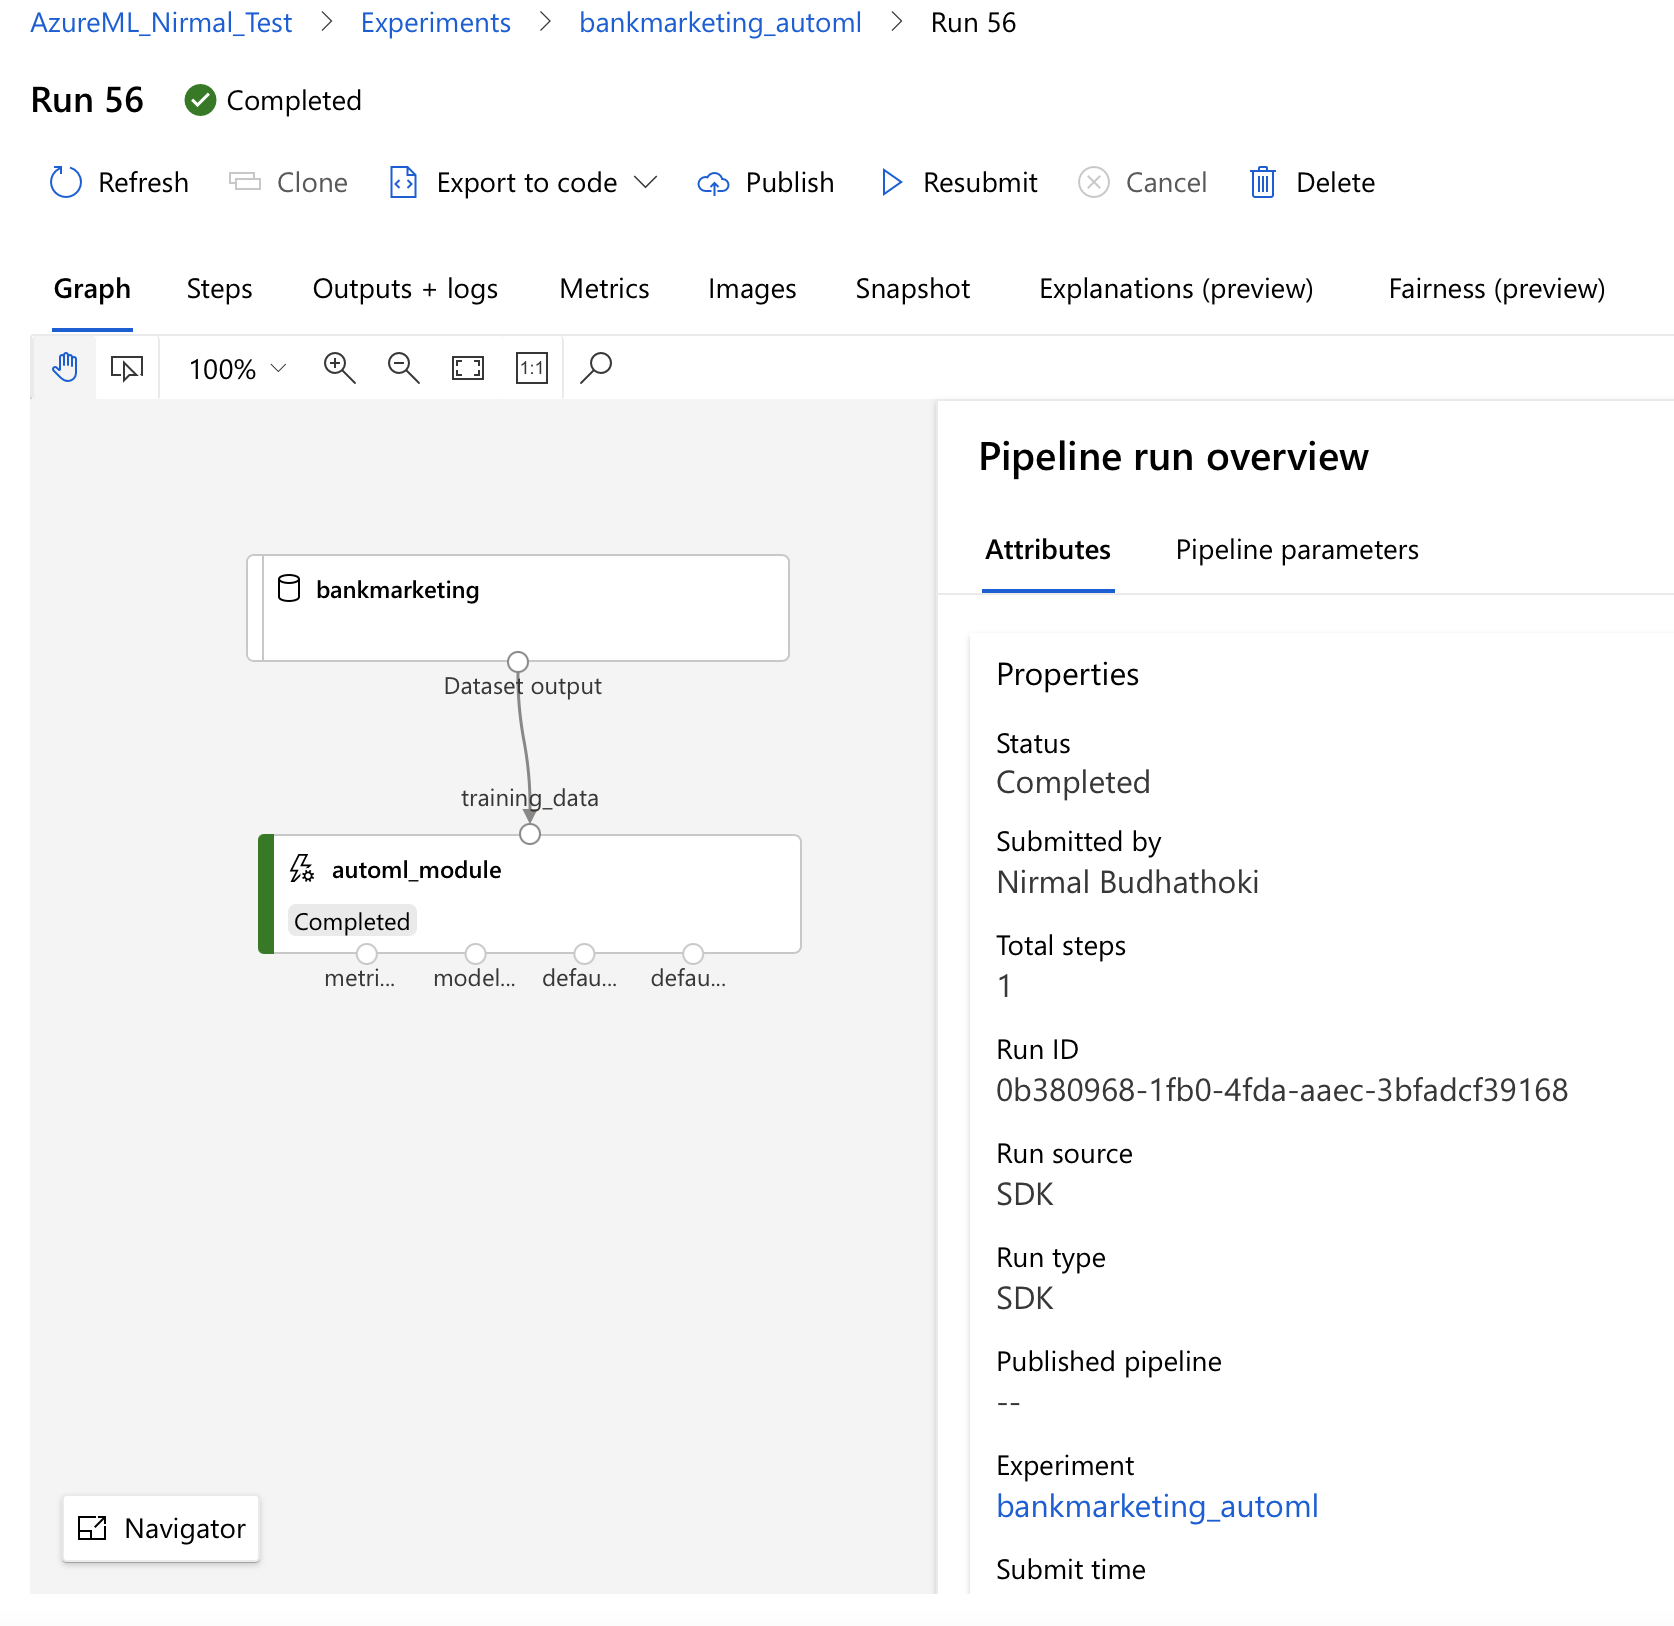 AzureML_Nirmal_Test > Experiments > bankmarketing_automl > Run 56
Run 56 Completed
Refresh Clone Export to code Publish Resubmit Cancel Delete
Graph Steps Outputs + logs Metrics Images Snapshot Explanations (preview) Fairness (preview)
100% 1:1
bankmarketing
Dataset output
training_data
automl_module
Completed
metri... model... defau... defau...
Navigator
Pipeline run overview
Attributes Pipeline parameters
Properties
Status
Completed
Submitted by
Nirmal Budhathoki
Total steps
1
Run ID
0b380968-1fb0-4fda-aaec-3bfadcf39168
Run source
SDK
Run type
SDK
Published pipeline
--
Experiment
bankmarketing_automl
Submit time